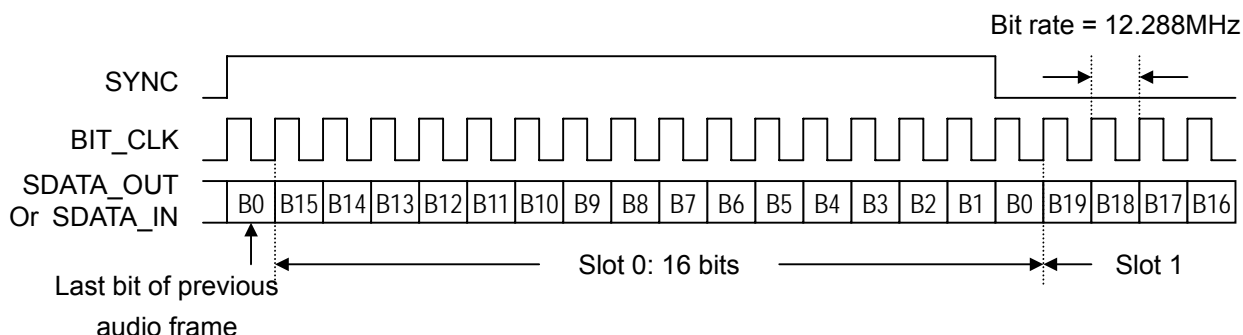 Bit rate = 12.288MHz
SYNC
BIT_CLK
SDATA_OUT
Or SDATA_IN
B0 B15 B14 B13 B12 B11 B10 B9 B8 B7 B6 B5 B4 B3 B2 B1 B0 B19 B18 B17 B16
Slot 0: 16 bits
Slot 1
Last bit of previous
audio frame